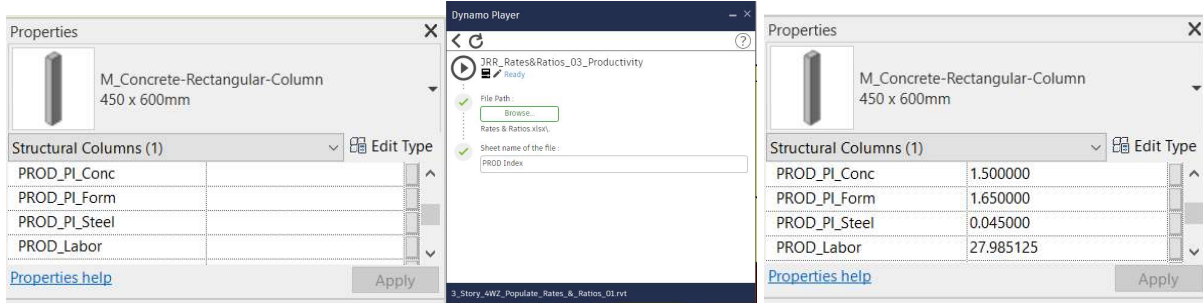 Properties X
M_Concrete-Rectangular-Column
450 x 600mm
Structural Columns (1)
Edit Type
PROD_PI_Conc
PROD_PI_Form
PROD_PI_Steel
PROD_Labor
Properties help
Apply
Dynamo Player
JRR_Rates&Ratios_03_Productivity
Ready
File Path :
Browse...
Rates & Ratios.xlsx\.
Sheet name of the file :
PROD Index
3_Story_4WZ_Populate_Rates_&_Ratios_01.rvt
Properties X
M_Concrete-Rectangular-Column
450 x 600mm
Structural Columns (1)
Edit Type
PROD_PI_Conc 1.500000
PROD_PI_Form 1.650000
PROD_PI_Steel 0.045000
PROD_Labor 27.985125
Properties help
Apply